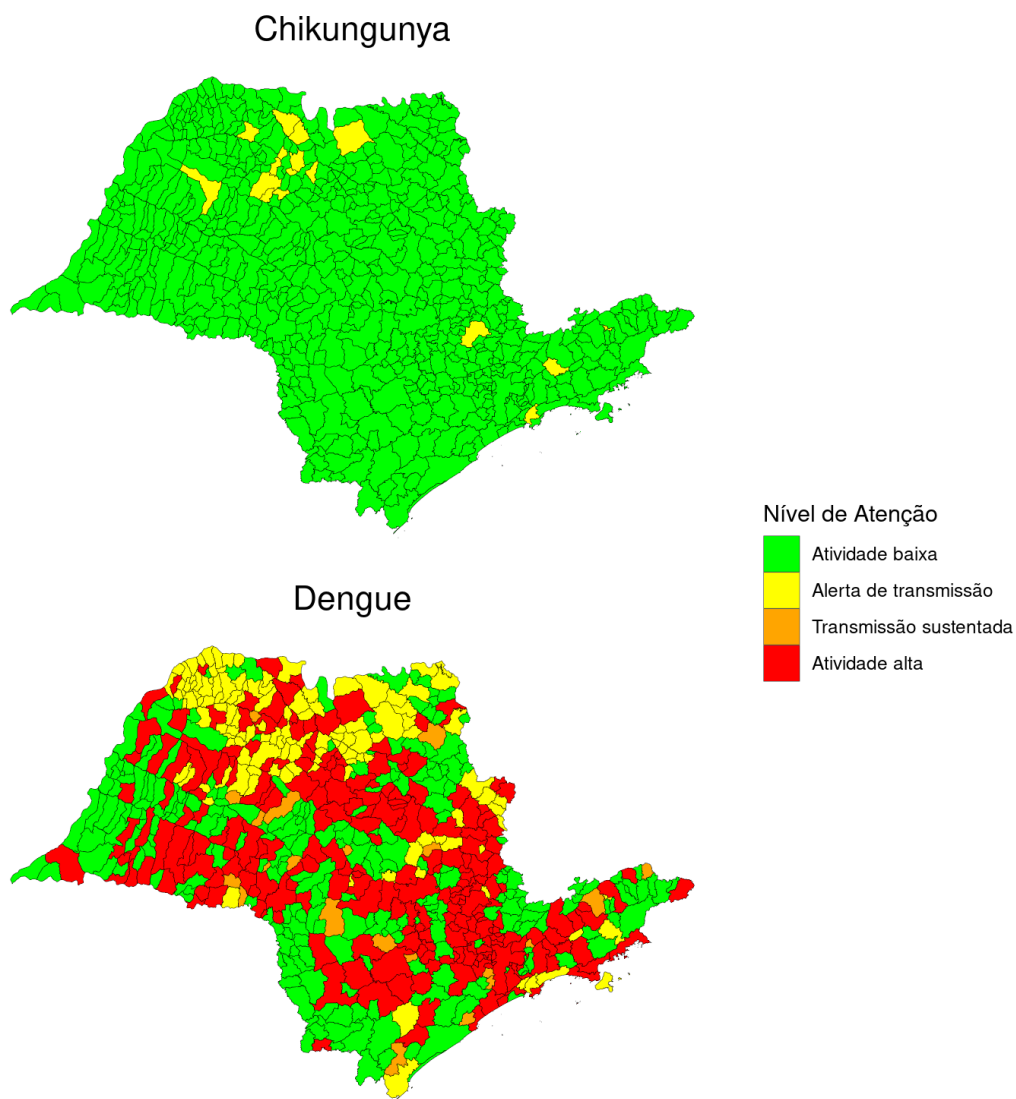 Chikungunya
Nível de Atenção
Atividade baixa
Alerta de transmissão
Transmissão sustentada
Atividade alta
Dengue